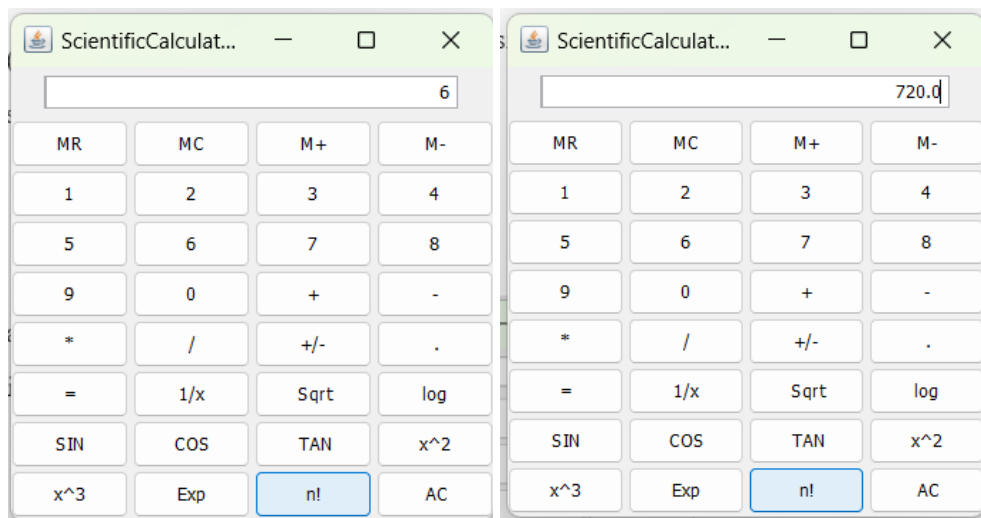 ScientificCalculat...
6
MR MC M+ M-
1 2 3 4
5 6 7 8
9 0 + -
* / +/- .
= 1/x Sqrt log
SIN COS TAN x^2
x^3 Exp n! AC
ScientificCalculat...
720.0
MR MC M+ M-
1 2 3 4
5 6 7 8
9 0 + -
* / +/- .
= 1/x Sqrt log
SIN COS TAN x^2
x^3 Exp n! AC